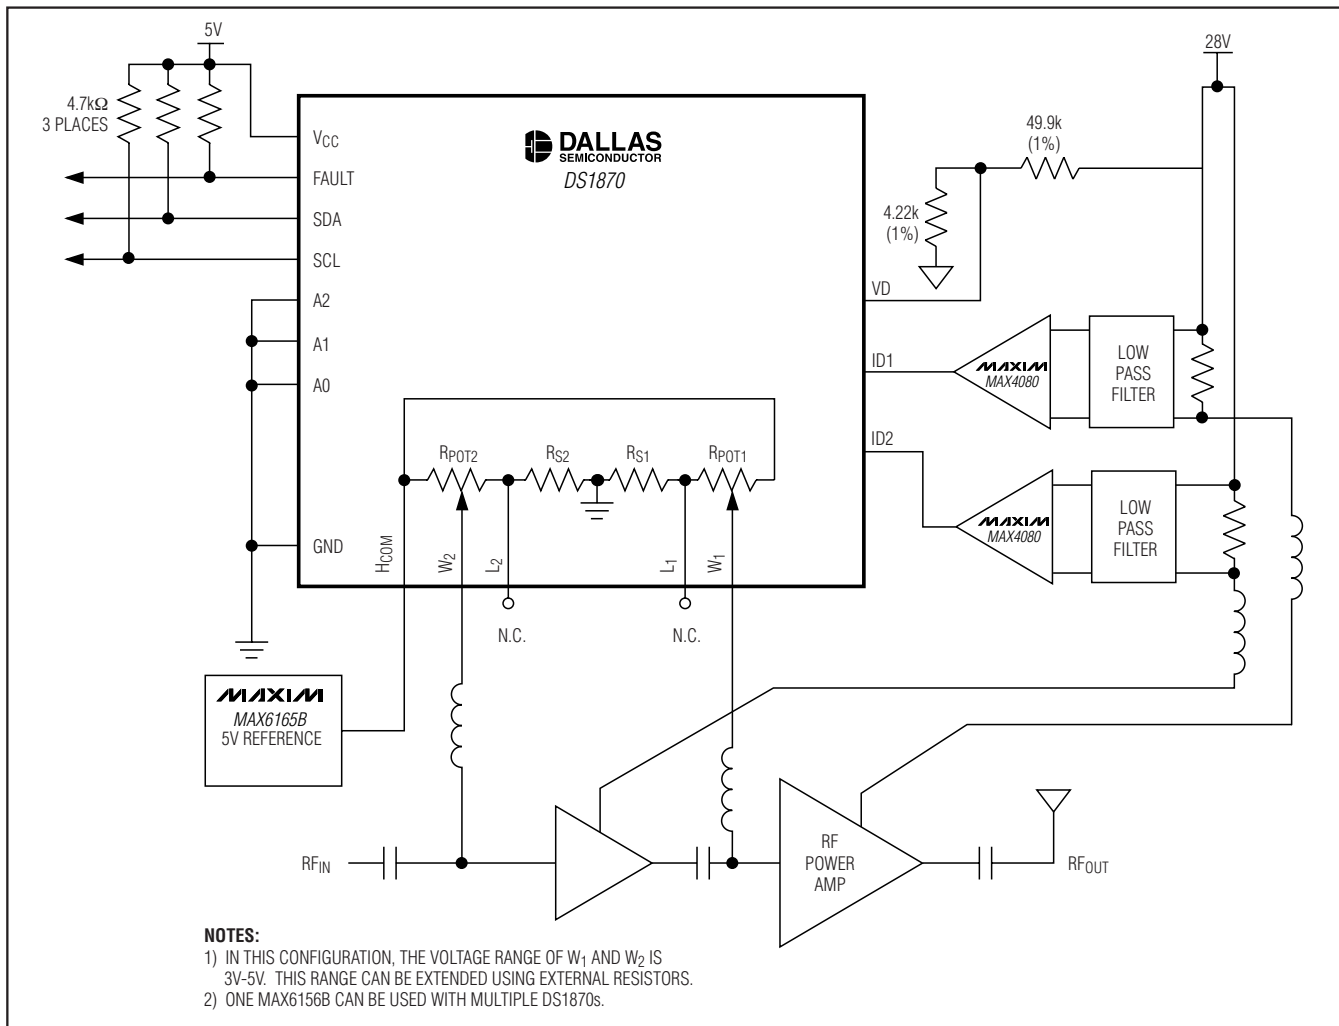 5V
28V
4.7kΩ
3 PLACES
VCC
FAULT
SDA
SCL
A2
A1
A0
GND
DALLAS
SEMICONDUCTOR
DS1870
49.9k
(1%)
4.22k
(1%)
VD
ID1
ID2
MAXIM
MAX4080
LOW
PASS
FILTER
MAXIM
MAX4080
LOW
PASS
FILTER
RPOT2
RS2
RS1
RPOT1
HCOM
W2
L2
L1
W1
N.C.
N.C.
MAXIM
MAX6165B
5V REFERENCE
RFIN
RF
POWER
AMP
RFOUT
NOTES:
1) IN THIS CONFIGURATION, THE VOLTAGE RANGE OF W1 AND W2 IS
3V-5V. THIS RANGE CAN BE EXTENDED USING EXTERNAL RESISTORS.
2) ONE MAX6156B CAN BE USED WITH MULTIPLE DS1870s.